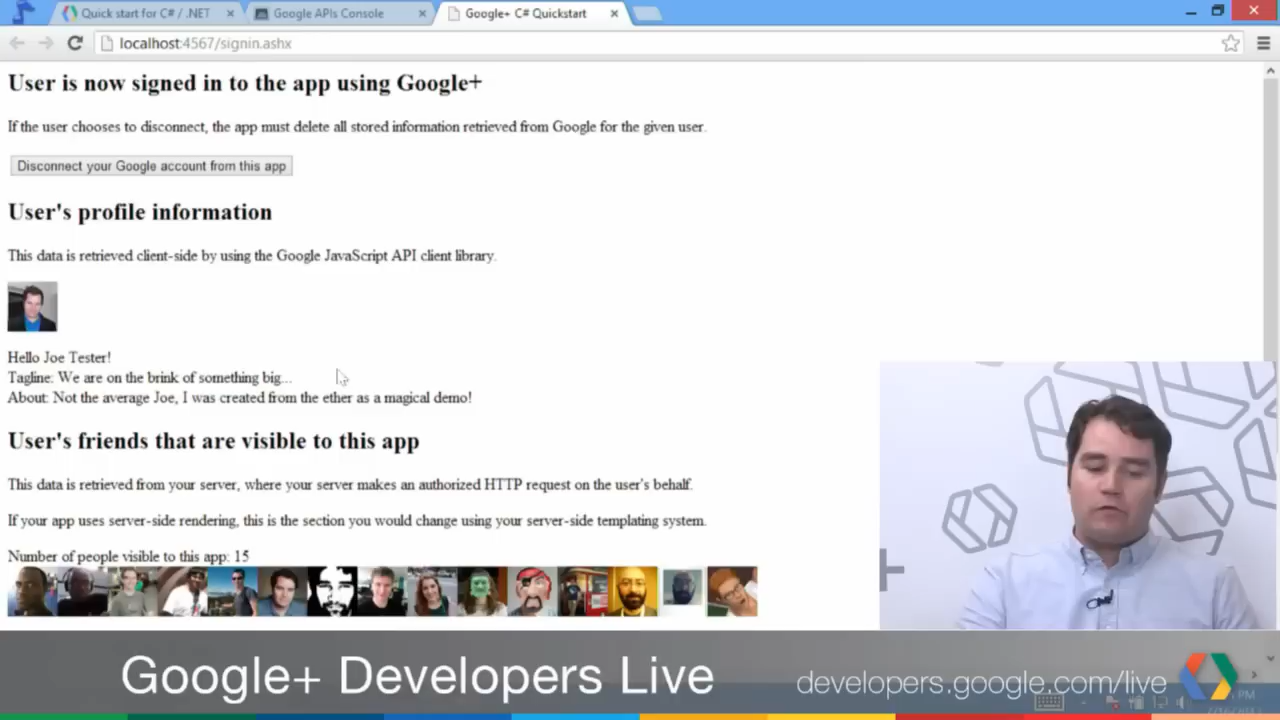 Quick start for C# / .NET
Google APIs Console
Google+ C# Quickstart
localhost:4567/signin.ashx
User is now signed in to the app using Google+
If the user chooses to disconnect, the app must delete all stored information retrieved from Google for the given user.
Disconnect your Google account from this app
User's profile information
This data is retrieved client-side by using the Google JavaScript API client library.
Hello Joe Tester!
Tagline: We are on the brink of something big...
About: Not the average Joe, I was created from the ether as a magical demo!
User's friends that are visible to this app
This data is retrieved from your server, where your server makes an authorized HTTP request on the user's behalf.
If your app uses server-side rendering, this is the section you would change using your server-side templating system.
Number of people visible to this app: 15
Google+ Developers Live
developers.google.com/live
PM